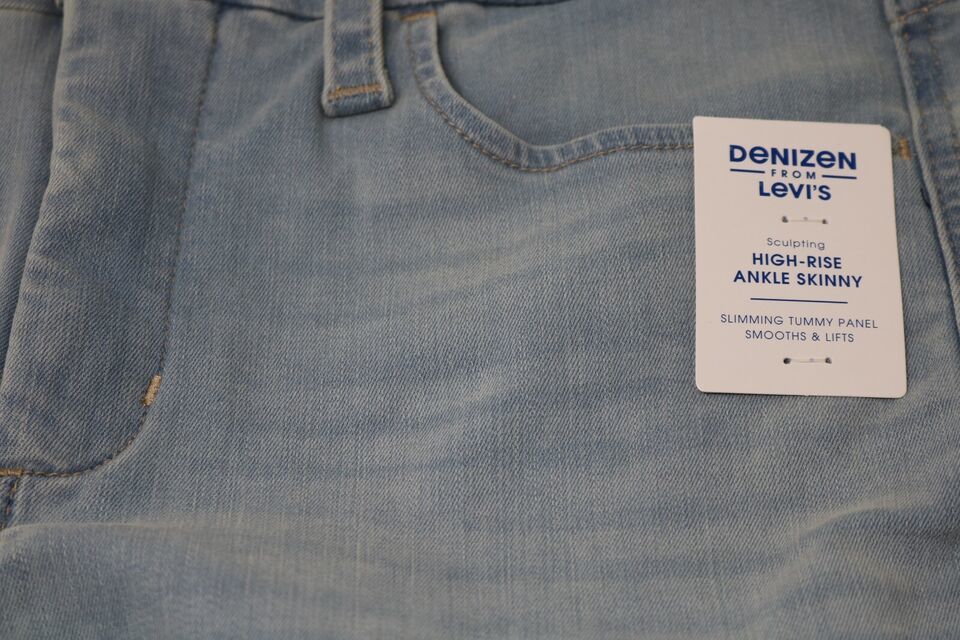 DENIZEN
FROM
LEVI'S
Sculpting
HIGH-RISE
ANKLE SKINNY
SLIMMING TUMMY PANEL
SMOOTHS & LIFTS